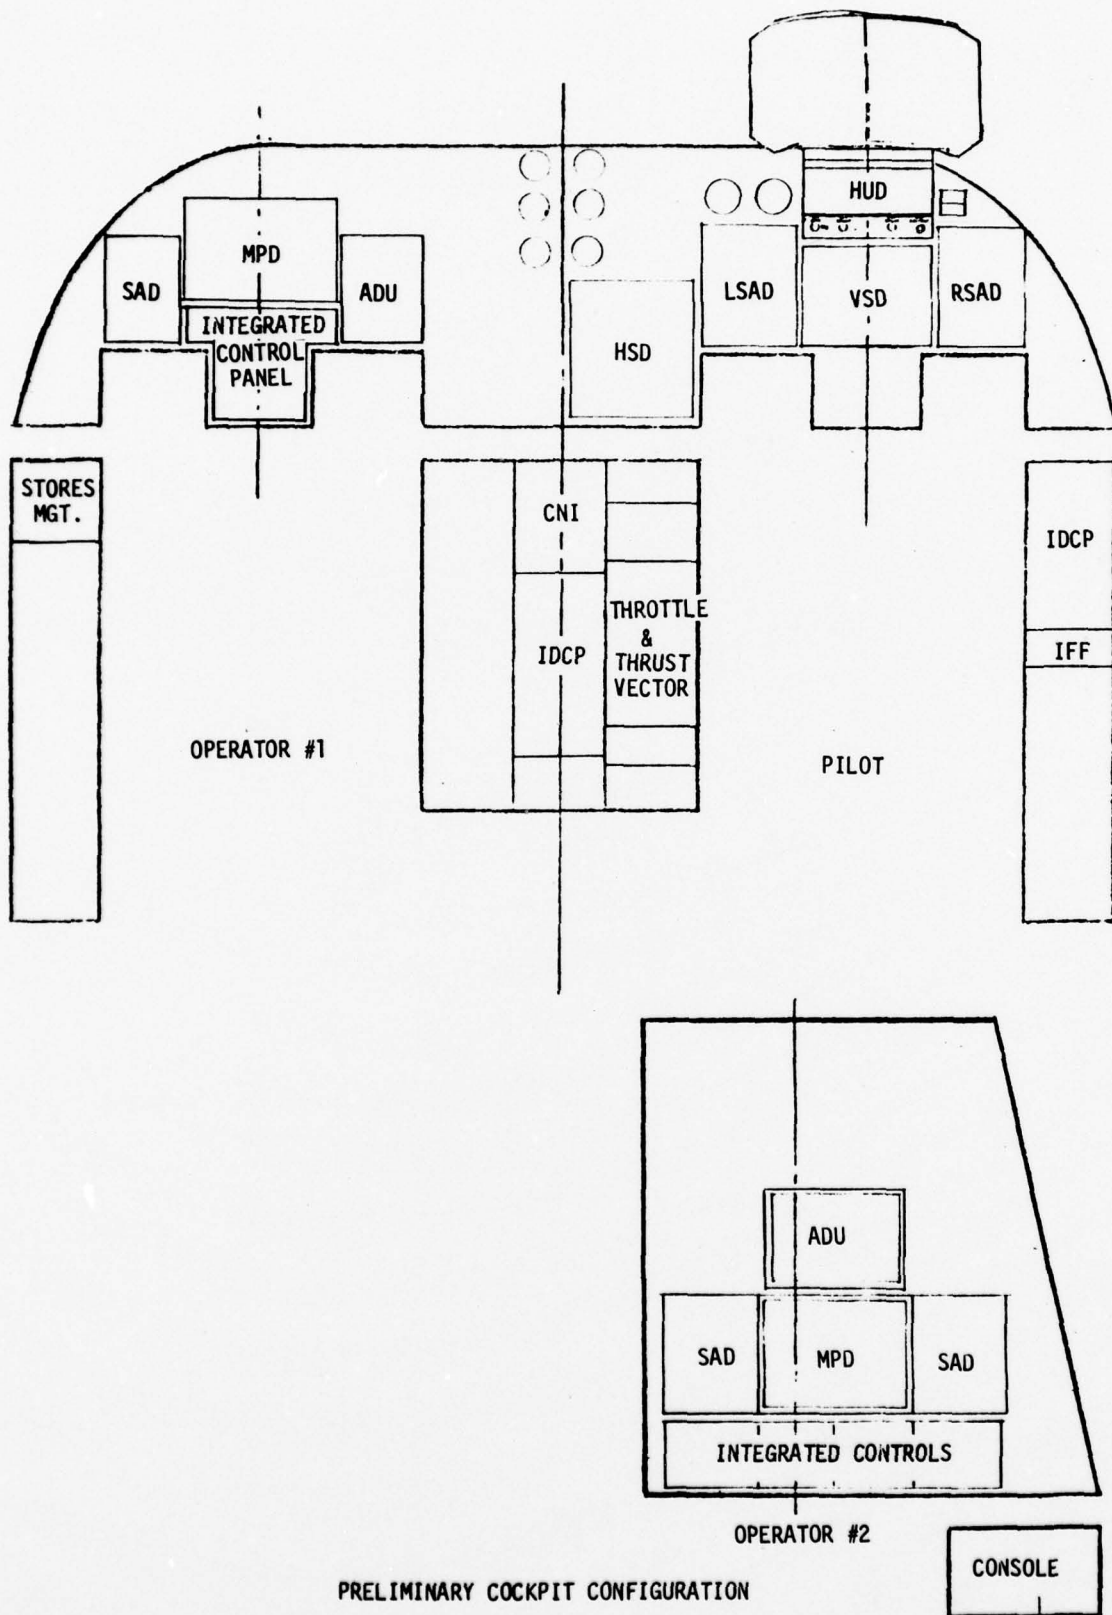 HUD
MPD
SAD
ADU
LSAD
VSD
RSAD
INTEGRATED
CONTROL
PANEL
HSD
STORES
MGT.
CNI
IDCP
THROTTLE
&
THRUST
VECTOR
IDCP
IFF
OPERATOR #1
PILOT
ADU
SAD
MPD
SAD
INTEGRATED CONTROLS
OPERATOR #2
CONSOLE
PRELIMINARY COCKPIT CONFIGURATION